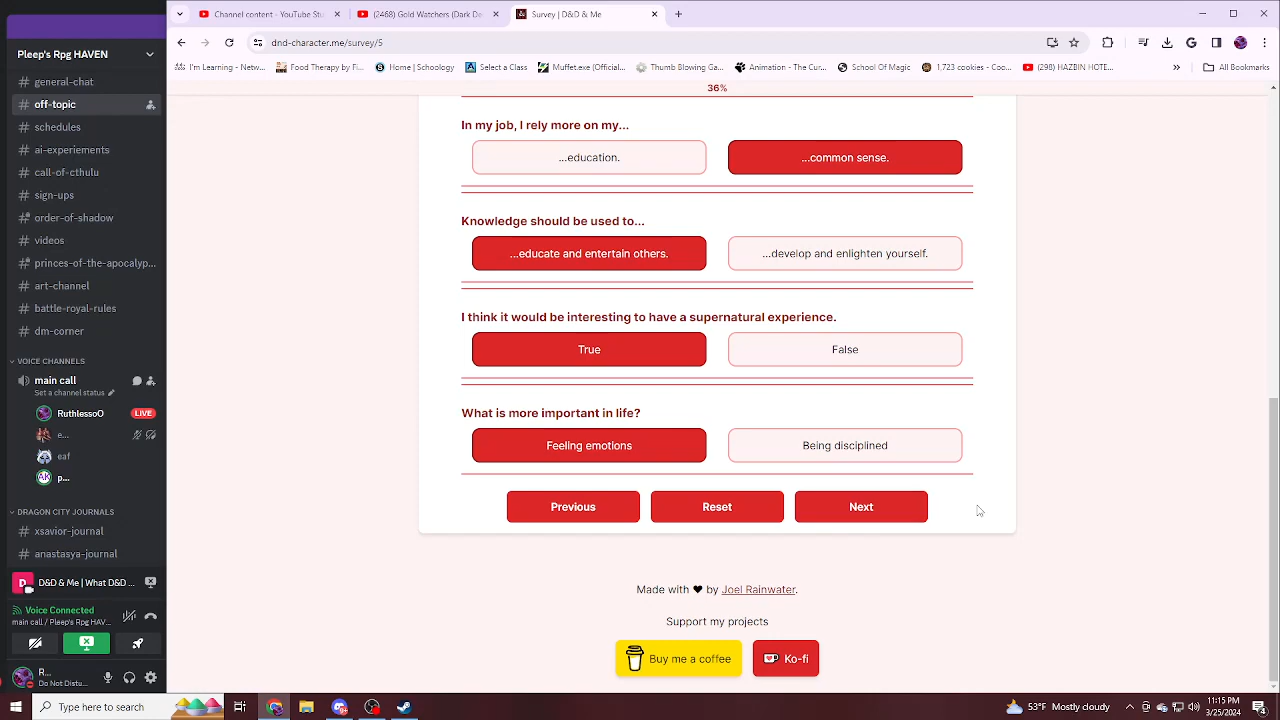 Channel content - YouTube Stu
(2468) Gold Watchers (Dark De
Survey | D&D & Me
dnd-character.me/survey/5
I'm Learning - Netw...
Food Therapy by Fi...
Home | Schoology
Select a Class
Muffet.exe (Official...
Thumb Blowing Ga...
Animation - The Cur...
School Of Magic
1,723 cookies - Coo...
(298) HAZBIN HOTE...
All Bookmarks
Pleep's Rpg HAVEN
general-chat
off-topic
schedules
ai-experiments
call-of-cthulu
sign-ups
order-of-shadow
videos
princes-of-the-apocalyp...
art-channel
battle-royal-rules
dm-corner
VOICE CHANNELS
main call
Set a channel status
RuthlessoO
LIVE
e...
eaf
p...
DRAGON CITY JOURNALS
xsavior-journal
anastasya-journal
D&D & Me | What D&D ...
Voice Connected
main call / Pleep's Rpg HAV...
R...
Do Not Distur...
36%
In my job, I rely more on my...
...education.
...common sense.
Knowledge should be used to...
...educate and entertain others.
...develop and enlighten yourself.
I think it would be interesting to have a supernatural experience.
True
False
What is more important in life?
Feeling emotions
Being disciplined
Previous
Reset
Next
Made with ❤ by Joel Rainwater.
Support my projects
Buy me a coffee
Ko-fi
Type here to search
53°F Mostly cloudy
11:15 PM
3/25/2024